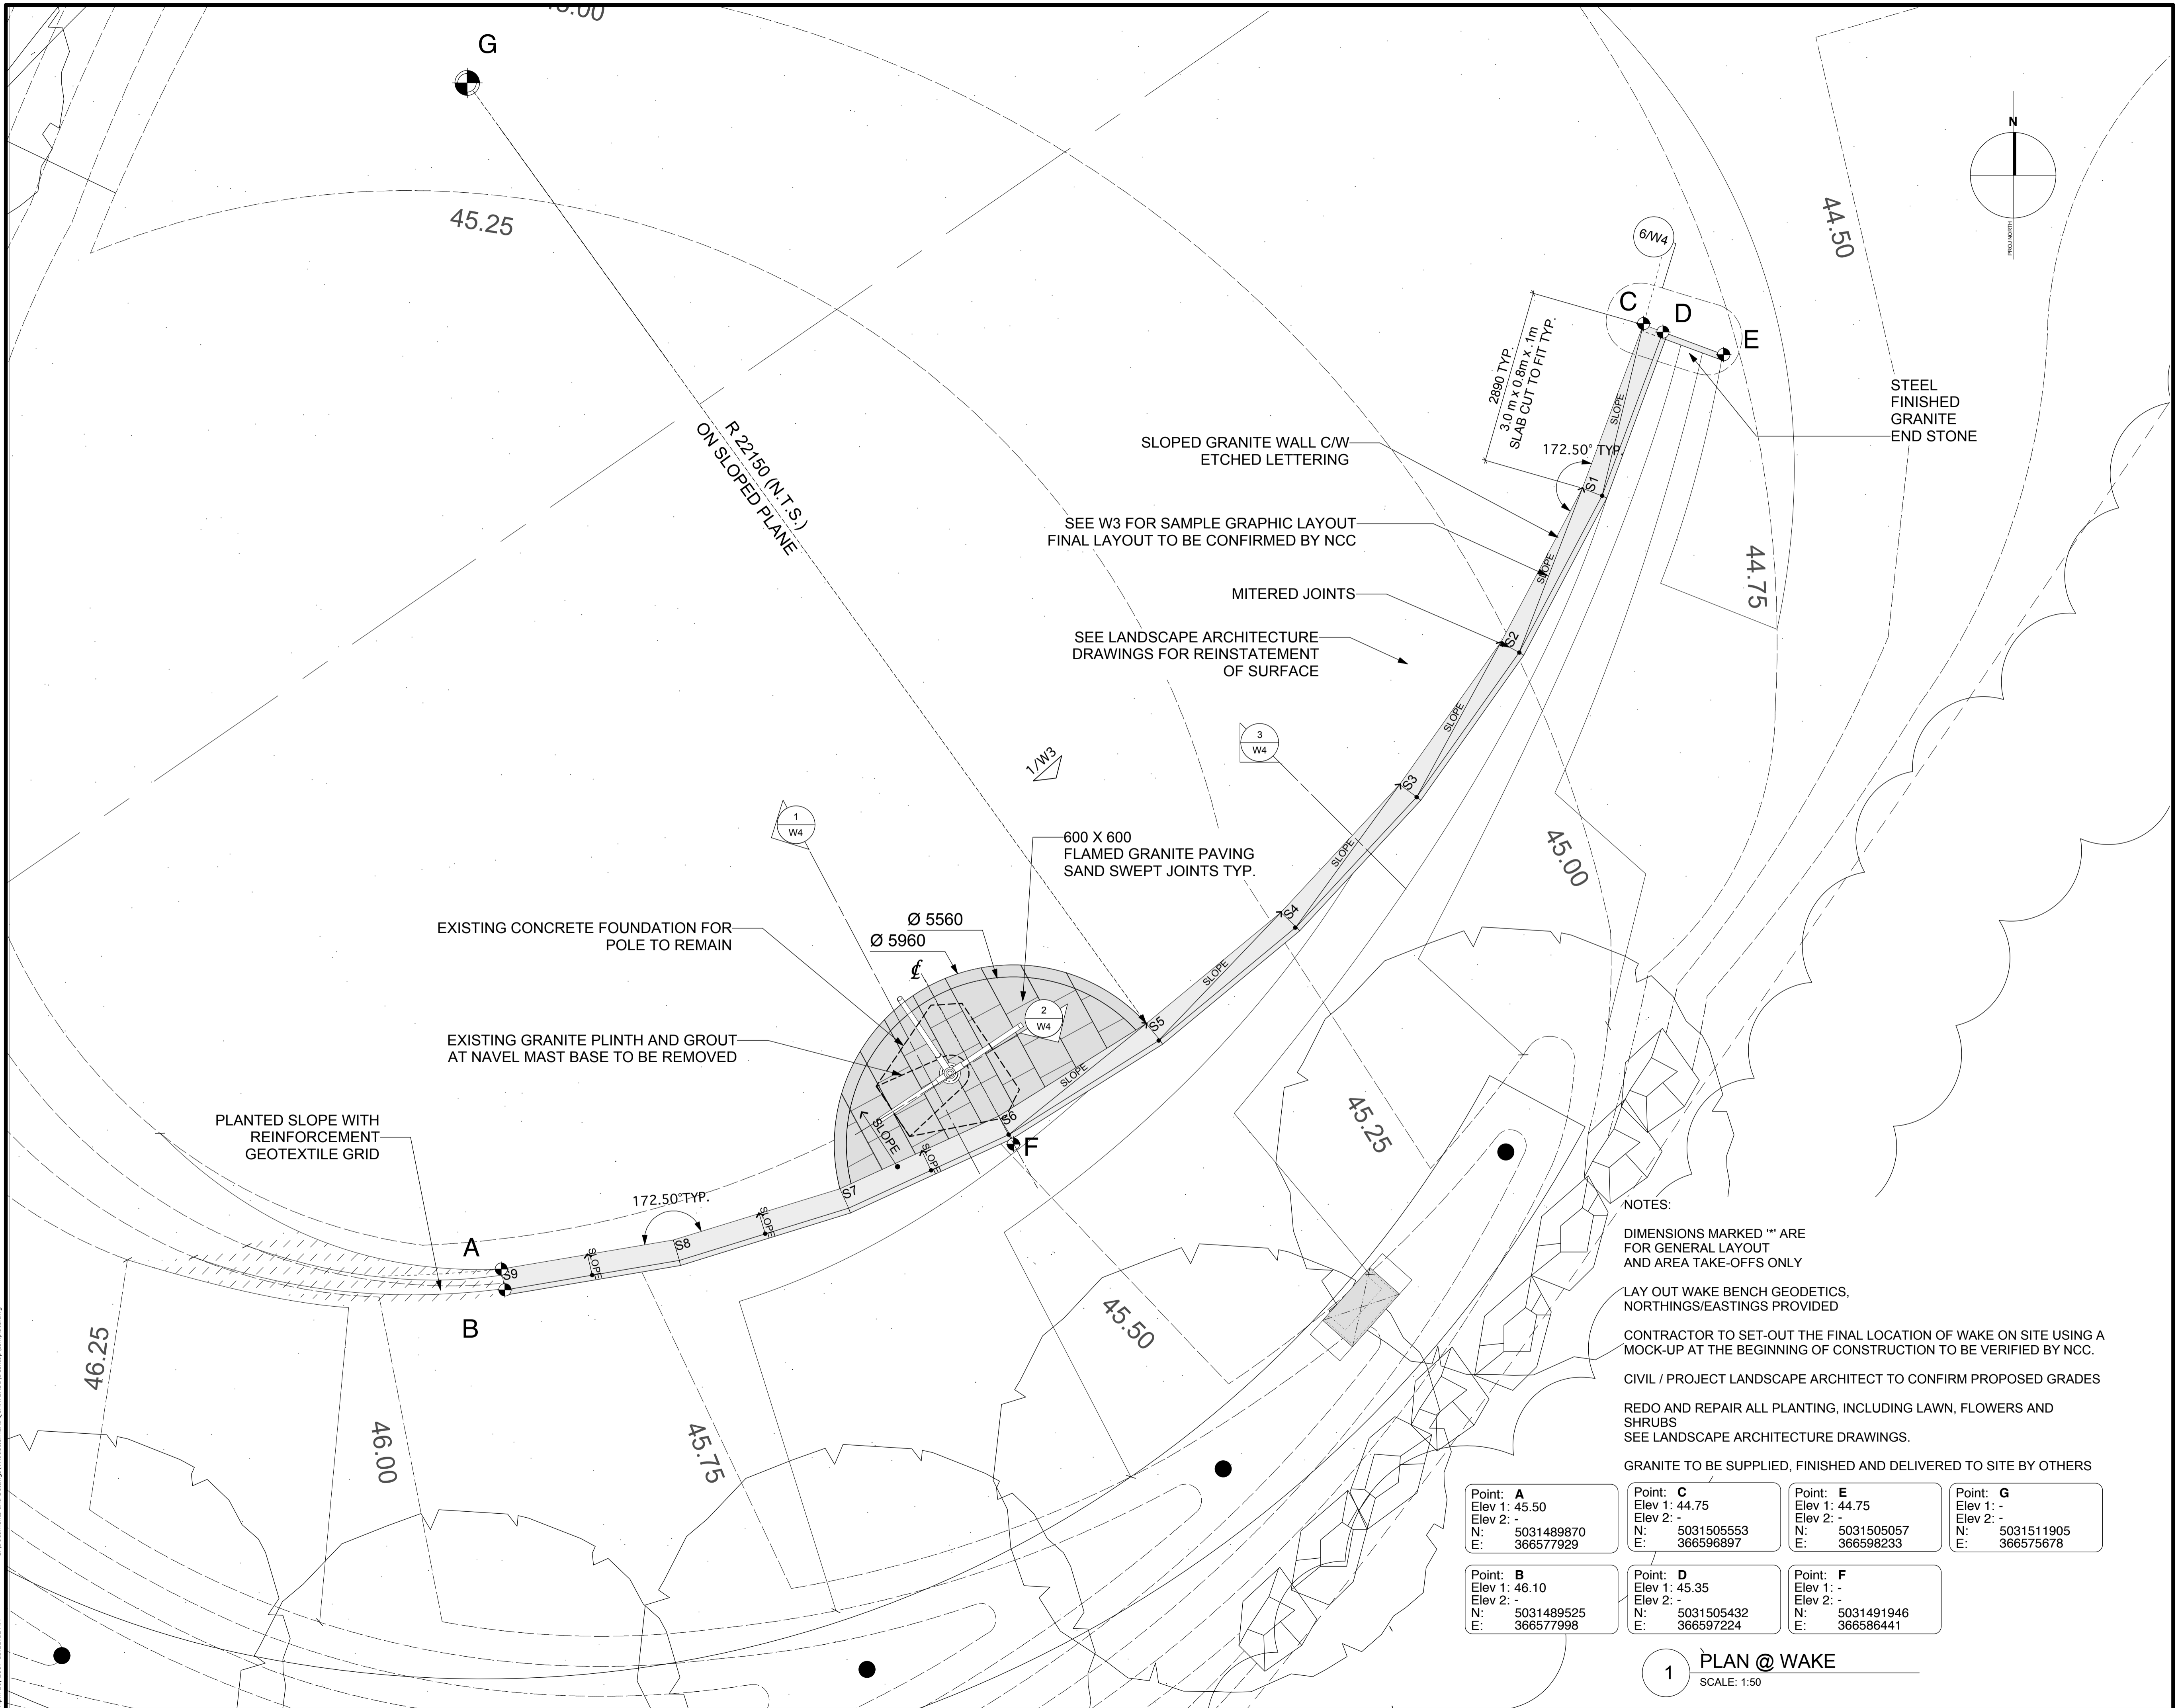 45.00
G
45.25
R 22150 (N.T.S.)
ON SLOPED PLANE
N
PROJ NORTH
44.50
6/W4
C
D
E
2890 TYP.
3.0 m x 0.8m x .1m
SLAB CUT TO FIT TYP.
172.50° TYP.
STEEL
FINISHED
GRANITE
END STONE
SLOPED GRANITE WALL C/W
ETCHED LETTERING
SEE W3 FOR SAMPLE GRAPHIC LAYOUT
FINAL LAYOUT TO BE CONFIRMED BY NCC
MITERED JOINTS
SEE LANDSCAPE ARCHITECTURE
DRAWINGS FOR REINSTATEMENT
OF SURFACE
SLOPE
S1
SLOPE
S2
SLOPE
S3
SLOPE
S4
SLOPE
S5
SLOPE
S6
44.75
3
W4
1/W3
1
W4
45.00
600 X 600
FLAMED GRANITE PAVING
SAND SWEPT JOINTS TYP.
EXISTING CONCRETE FOUNDATION FOR
POLE TO REMAIN
Ø 5560
Ø 5960
℄
2
W4
EXISTING GRANITE PLINTH AND GROUT
AT NAVEL MAST BASE TO BE REMOVED
SLOPE
SLOPE
F
PLANTED SLOPE WITH
REINFORCEMENT
GEOTEXTILE GRID
172.50°TYP.
S7
SLOPE
S8
SLOPE
S9
A
B
45.25
45.50
45.75
46.00
46.25
NOTES:
DIMENSIONS MARKED '*' ARE
FOR GENERAL LAYOUT
AND AREA TAKE-OFFS ONLY
LAY OUT WAKE BENCH GEODETICS,
NORTHINGS/EASTINGS PROVIDED
CONTRACTOR TO SET-OUT THE FINAL LOCATION OF WAKE ON SITE USING A
MOCK-UP AT THE BEGINNING OF CONSTRUCTION TO BE VERIFIED BY NCC.
CIVIL / PROJECT LANDSCAPE ARCHITECT TO CONFIRM PROPOSED GRADES
REDO AND REPAIR ALL PLANTING, INCLUDING LAWN, FLOWERS AND
SHRUBS
SEE LANDSCAPE ARCHITECTURE DRAWINGS.
GRANITE TO BE SUPPLIED, FINISHED AND DELIVERED TO SITE BY OTHERS
Point: A
Elev 1: 45.50
Elev 2: -
N: 5031489870
E: 366577929
Point: C
Elev 1: 44.75
Elev 2: -
N: 5031505553
E: 366596897
Point: E
Elev 1: 44.75
Elev 2: -
N: 5031505057
E: 366598233
Point: G
Elev 1: -
Elev 2: -
N: 5031511905
E: 366575678
Point: B
Elev 1: 46.10
Elev 2: -
N: 5031489525
E: 366577998
Point: D
Elev 1: 45.35
Elev 2: -
N: 5031505432
E: 366597224
Point: F
Elev 1: -
Elev 2: -
N: 5031491946
E: 366586441
1
PLAN @ WAKE
SCALE: 1:50